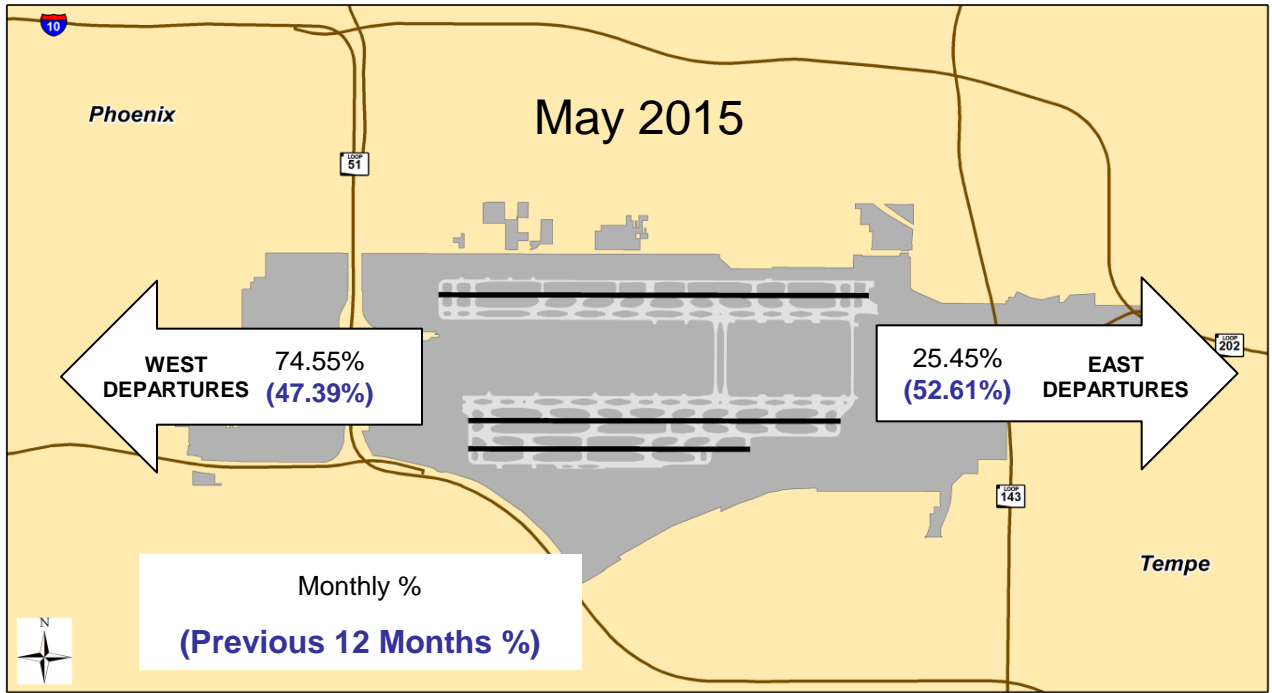 10
Phoenix
May 2015
LOOP
51
WEST
DEPARTURES
74.55%
(47.39%)
25.45%
(52.61%)
EAST
DEPARTURES
LOOP
202
LOOP
143
Tempe
Monthly %
(Previous 12 Months %)
N